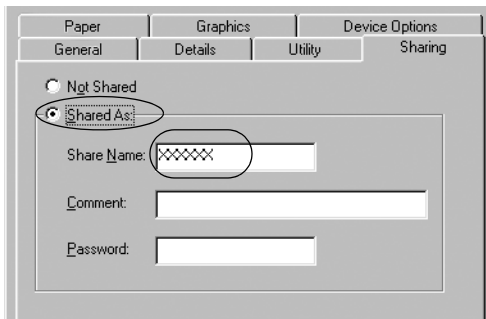 Paper Graphics Device Options
General Details Utility Sharing
Not Shared
Shared As:
Share Name: XXXXXX
Comment:
Password: